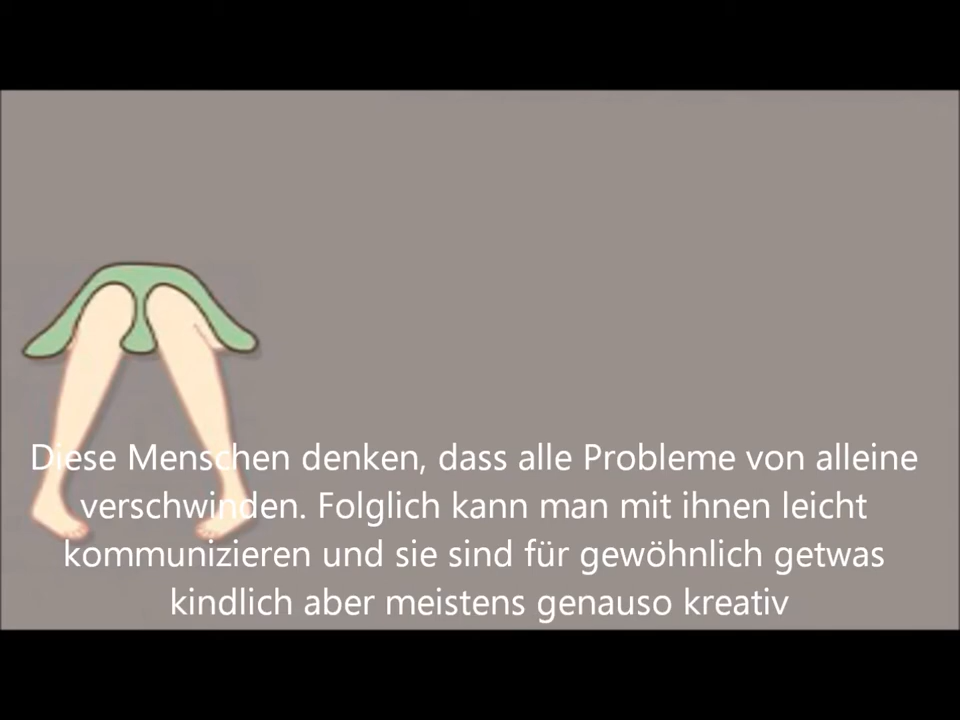 Diese Menschen denken, dass alle Probleme von alleine
verschwinden. Folglich kann man mit ihnen leicht
kommunizieren und sie sind für gewöhnlich getwas
kindlich aber meistens genauso kreativ